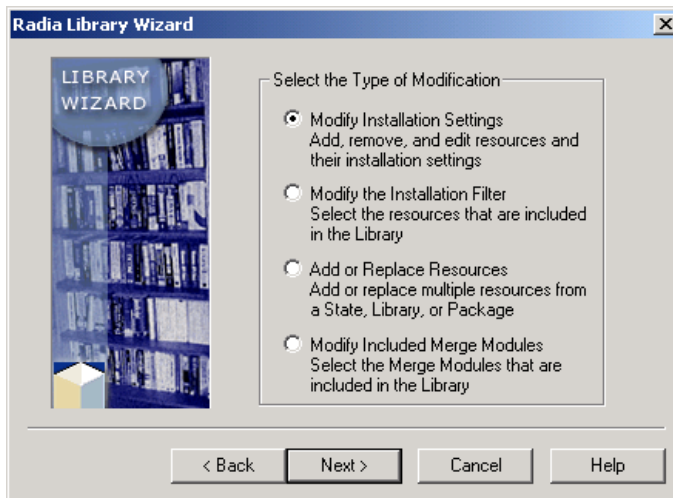 Radia Library Wizard
LIBRARY
WIZARD
Select the Type of Modification
Modify Installation Settings
Add, remove, and edit resources and
their installation settings
Modify the Installation Filter
Select the resources that are included
in the Library
Add or Replace Resources
Add or replace multiple resources from
a State, Library, or Package
Modify Included Merge Modules
Select the Merge Modules that are
included in the Library
< Back
Next >
Cancel
Help